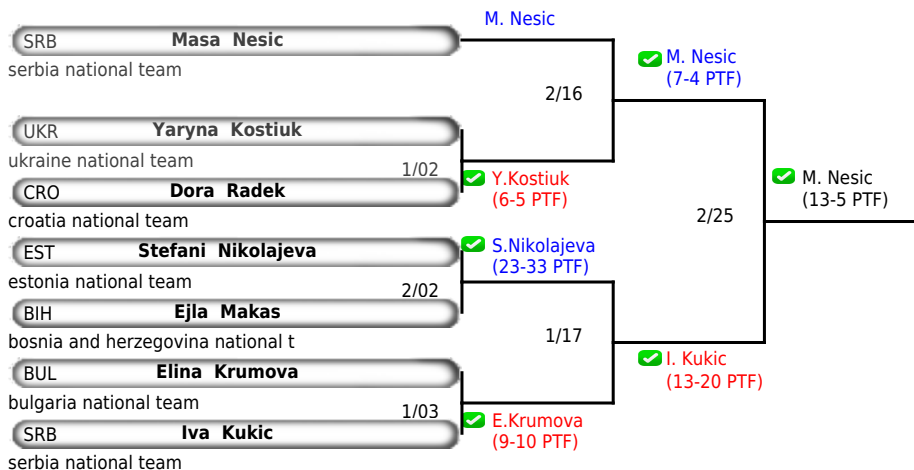 M. Nesic
SRB Masa Nesic
serbia national team
M. Nesic
(7-4 PTF)
2/16
UKR Yaryna Kostiuk
ukraine national team
1/02
CRO Dora Radek
croatia national team
Y.Kostiuk
(6-5 PTF)
M. Nesic
(13-5 PTF)
2/25
EST Stefani Nikolajeva
estonia national team
S.Nikolajeva
(23-33 PTF)
2/02
BIH Ejla Makas
bosnia and herzegovina national t
1/17
I. Kukic
(13-20 PTF)
BUL Elina Krumova
bulgaria national team
1/03
SRB Iva Kukic
serbia national team
E.Krumova
(9-10 PTF)